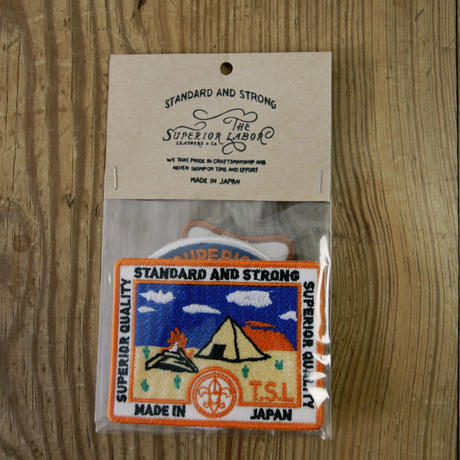 STANDARD AND STRONG
THE
SUPERIOR LABOR
LEATHERS & Co.
WE TAKE PRIDE IN CRAFTSMANSHIP AND
NEVER SKIMP ON TIME AND EFFORT
MADE IN JAPAN
STANDARD AND STRONG
SUPERIOR QUALITY
SUPERIOR QUALITY
T.S.L.
MADE IN JAPAN